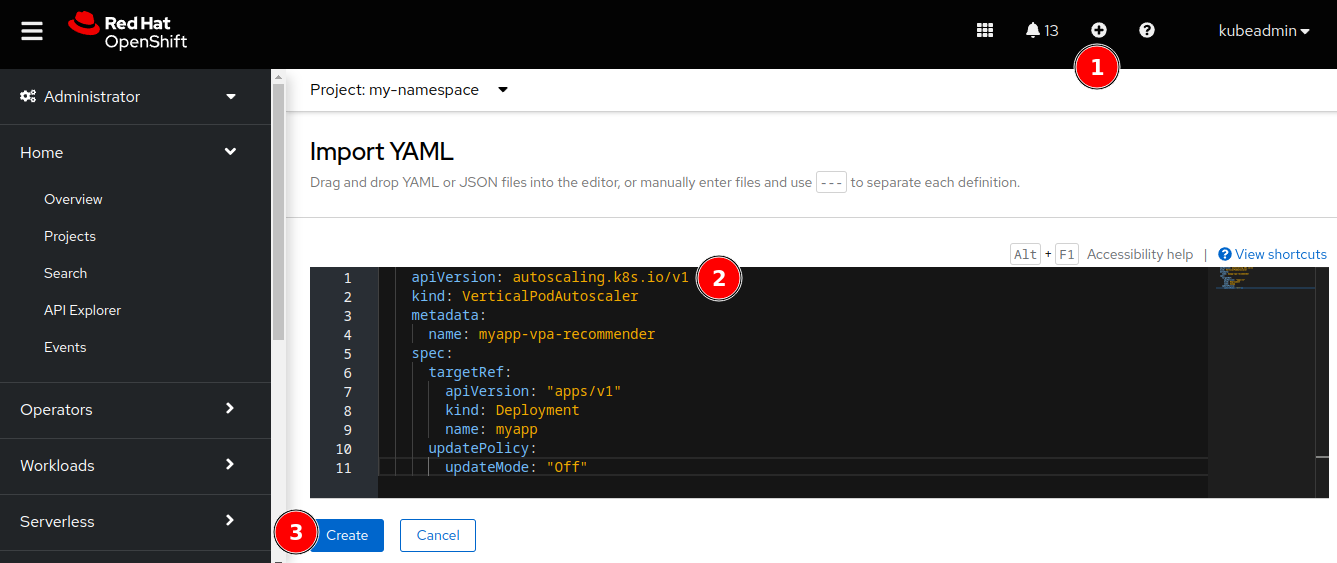 Red Hat
OpenShift
13
kubeadmin
1
Administrator
Home
Overview
Projects
Search
API Explorer
Events
Operators
Workloads
Serverless
Project: my-namespace
Import YAML
Drag and drop YAML or JSON files into the editor, or manually enter files and use --- to separate each definition.
Alt + F1 Accessibility help | View shortcuts
1 apiVersion: autoscaling.k8s.io/v1 2
2 kind: VerticalPodAutoscaler
3 metadata:
4 name: myapp-vpa-recommender
5 spec:
6 targetRef:
7 apiVersion: "apps/v1"
8 kind: Deployment
9 name: myapp
10 updatePolicy:
11 updateMode: "Off"
3 Create Cancel